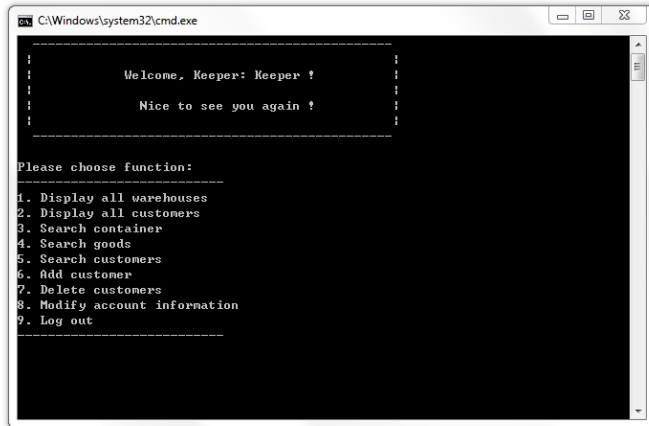 C:\Windows\system32\cmd.exe
Welcome, Keeper: Keeper !
Nice to see you again !
Please choose function:
1. Display all warehouses
2. Display all customers
3. Search container
4. Search goods
5. Search customers
6. Add customer
7. Delete customers
8. Modify account information
9. Log out